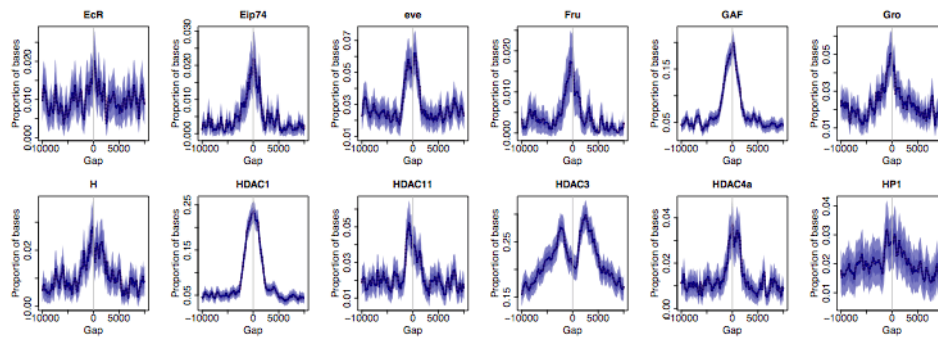 EcR Eip74 eve Fru GAF Gro
Proportion of bases Proportion of bases Proportion of bases Proportion of bases Proportion of bases Proportion of bases
0.000 0.010 0.020
0.000 0.010 0.020 0.030
0.01 0.03 0.05 0.07
0.000 0.010 0.020
0.05 0.15
0.01 0.03 0.05
−10000 0 5000 −10000 0 5000 −10000 0 5000 −10000 0 5000 −10000 0 5000 −10000 0 5000
Gap Gap Gap Gap Gap Gap
H HDAC1 HDAC11 HDAC3 HDAC4a HP1
Proportion of bases Proportion of bases Proportion of bases Proportion of bases Proportion of bases Proportion of bases
0.00 0.02
0.05 0.15 0.25
0.01 0.03 0.05
0.15 0.25
0.00 0.02 0.04
0.01 0.02 0.03 0.04
−10000 0 5000 −10000 0 5000 −10000 0 5000 −10000 0 5000 −10000 0 5000 −10000 0 5000
Gap Gap Gap Gap Gap Gap